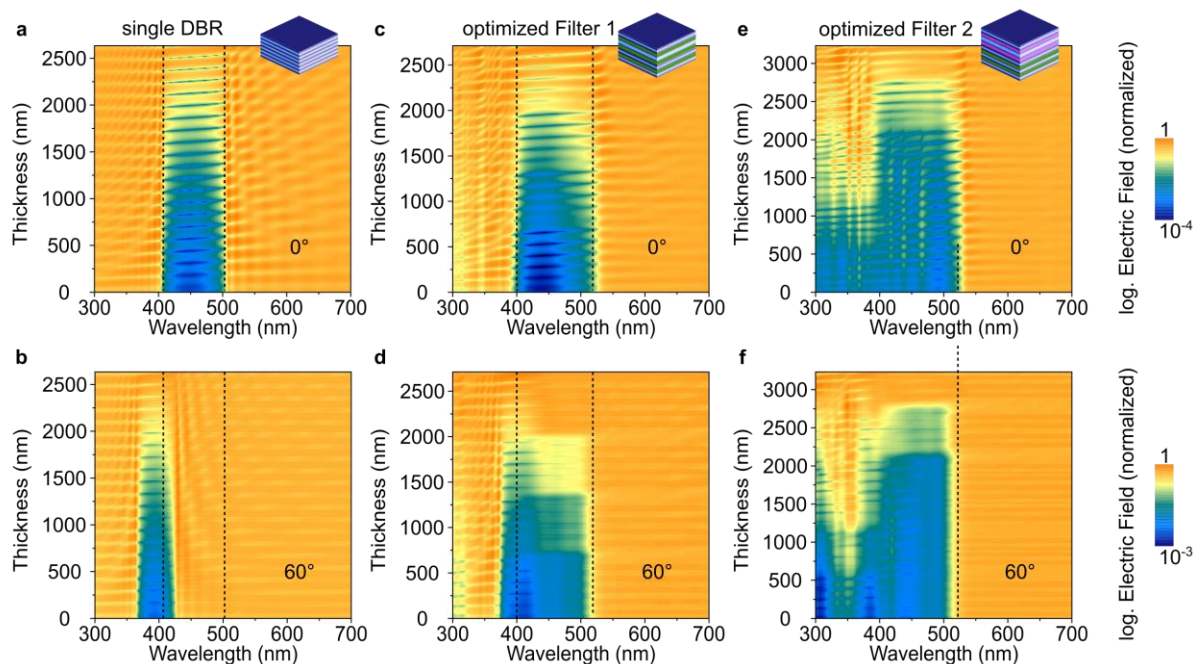 a single DBR
c optimized Filter 1
e optimized Filter 2
Thickness (nm)
2500
2000
1500
1000
500
0
0°
300 400 500 600 700
Wavelength (nm)
Thickness (nm)
2500
2000
1500
1000
500
0
0°
300 400 500 600 700
Wavelength (nm)
Thickness (nm)
3000
2500
2000
1500
1000
500
0
0°
300 400 500 600 700
Wavelength (nm)
log. Electric Field (normalized)
1
10-4
b
Thickness (nm)
2500
2000
1500
1000
500
0
60°
300 400 500 600 700
Wavelength (nm)
d
Thickness (nm)
2500
2000
1500
1000
500
0
60°
300 400 500 600 700
Wavelength (nm)
f
Thickness (nm)
3000
2500
2000
1500
1000
500
0
60°
300 400 500 600 700
Wavelength (nm)
log. Electric Field (normalized)
1
10-3